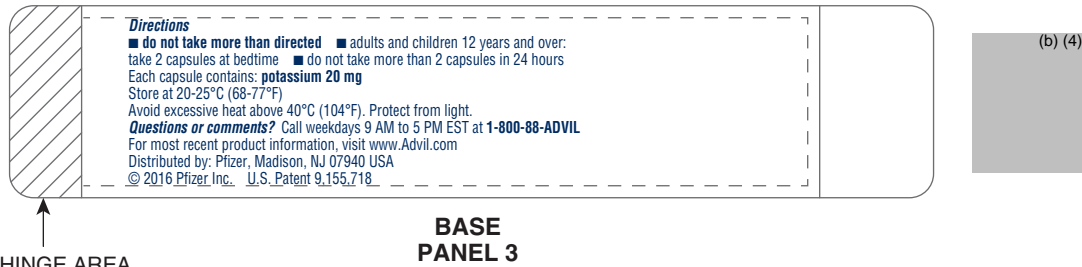 Directions
■ do not take more than directed ■ adults and children 12 years and over:
take 2 capsules at bedtime ■ do not take more than 2 capsules in 24 hours
Each capsule contains: potassium 20 mg
Store at 20-25°C (68-77°F)
Avoid excessive heat above 40°C (104°F). Protect from light.
Questions or comments? Call weekdays 9 AM to 5 PM EST at 1-800-88-ADVIL
For most recent product information, visit www.Advil.com
Distributed by: Pfizer, Madison, NJ 07940 USA
© 2016 Pfizer Inc. U.S. Patent 9,155,718
(b) (4)
BASE
PANEL 3
HINGE AREA